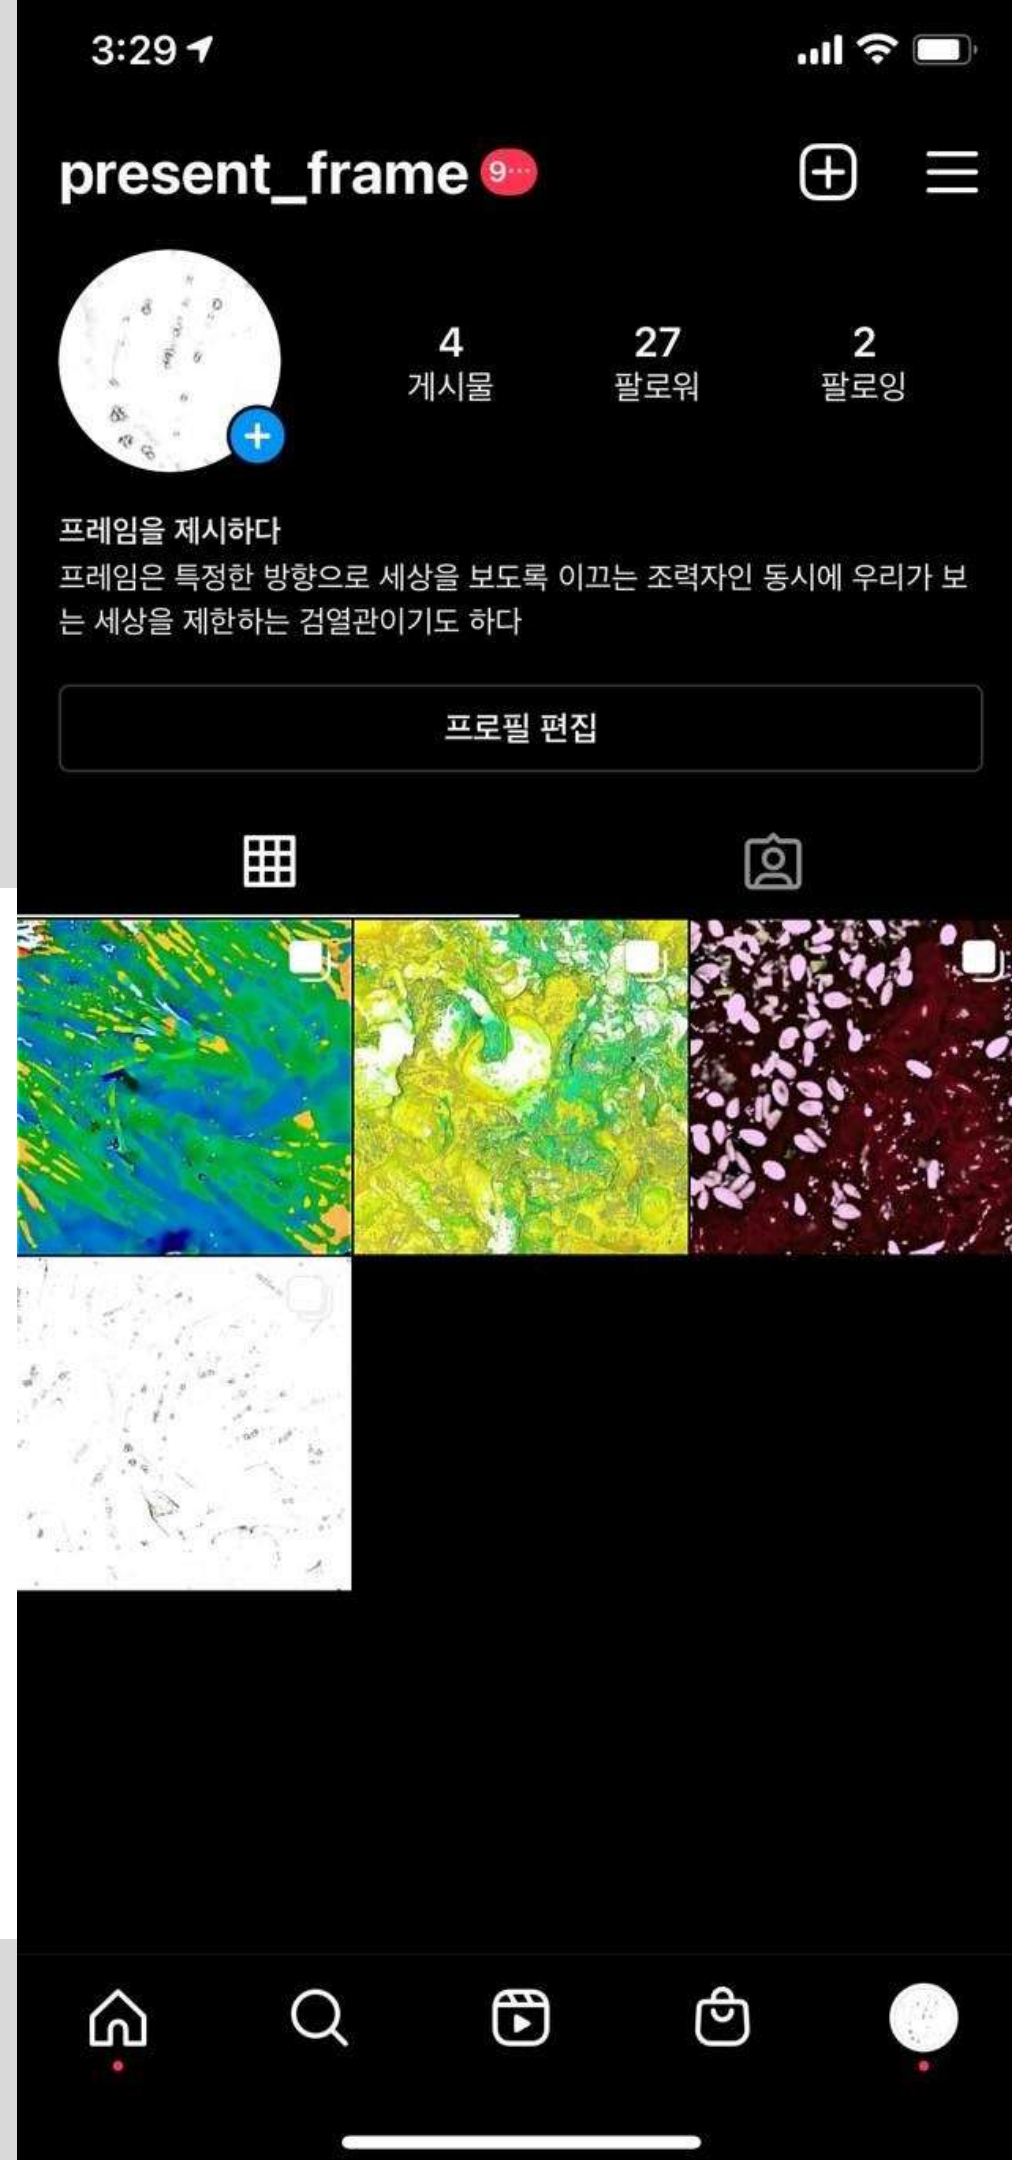 3:29
present_frame 9...
4 27 2
게시물 팔로워 팔로잉
프레임을 제시하다
프레임은 특정한 방향으로 세상을 보도록 이끄는 조력자인 동시에 우리가 보
는 세상을 제한하는 검열관이기도 하다
프로필 편집